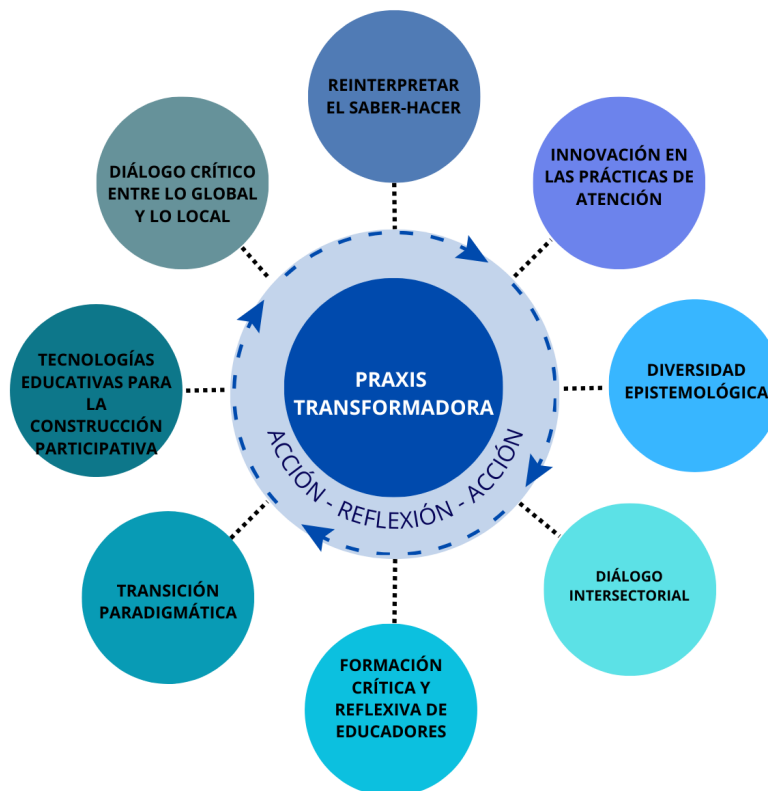 REINTERPRETAR
EL SABER-HACER
INNOVACIÓN EN
LAS PRÁCTICAS DE
ATENCIÓN
DIVERSIDAD
EPISTEMOLÓGICA
DIÁLOGO
INTERSECTORIAL
FORMACIÓN
CRÍTICA Y
REFLEXIVA DE
EDUCADORES
TRANSICIÓN
PARADIGMÁTICA
TECNOLOGÍAS
EDUCATIVAS PARA
LA
CONSTRUCCIÓN
PARTICIPATIVA
DIÁLOGO CRÍTICO
ENTRE LO GLOBAL
Y LO LOCAL
PRAXIS
TRANSFORMADORA
ACCIÓN - REFLEXIÓN - ACCIÓN